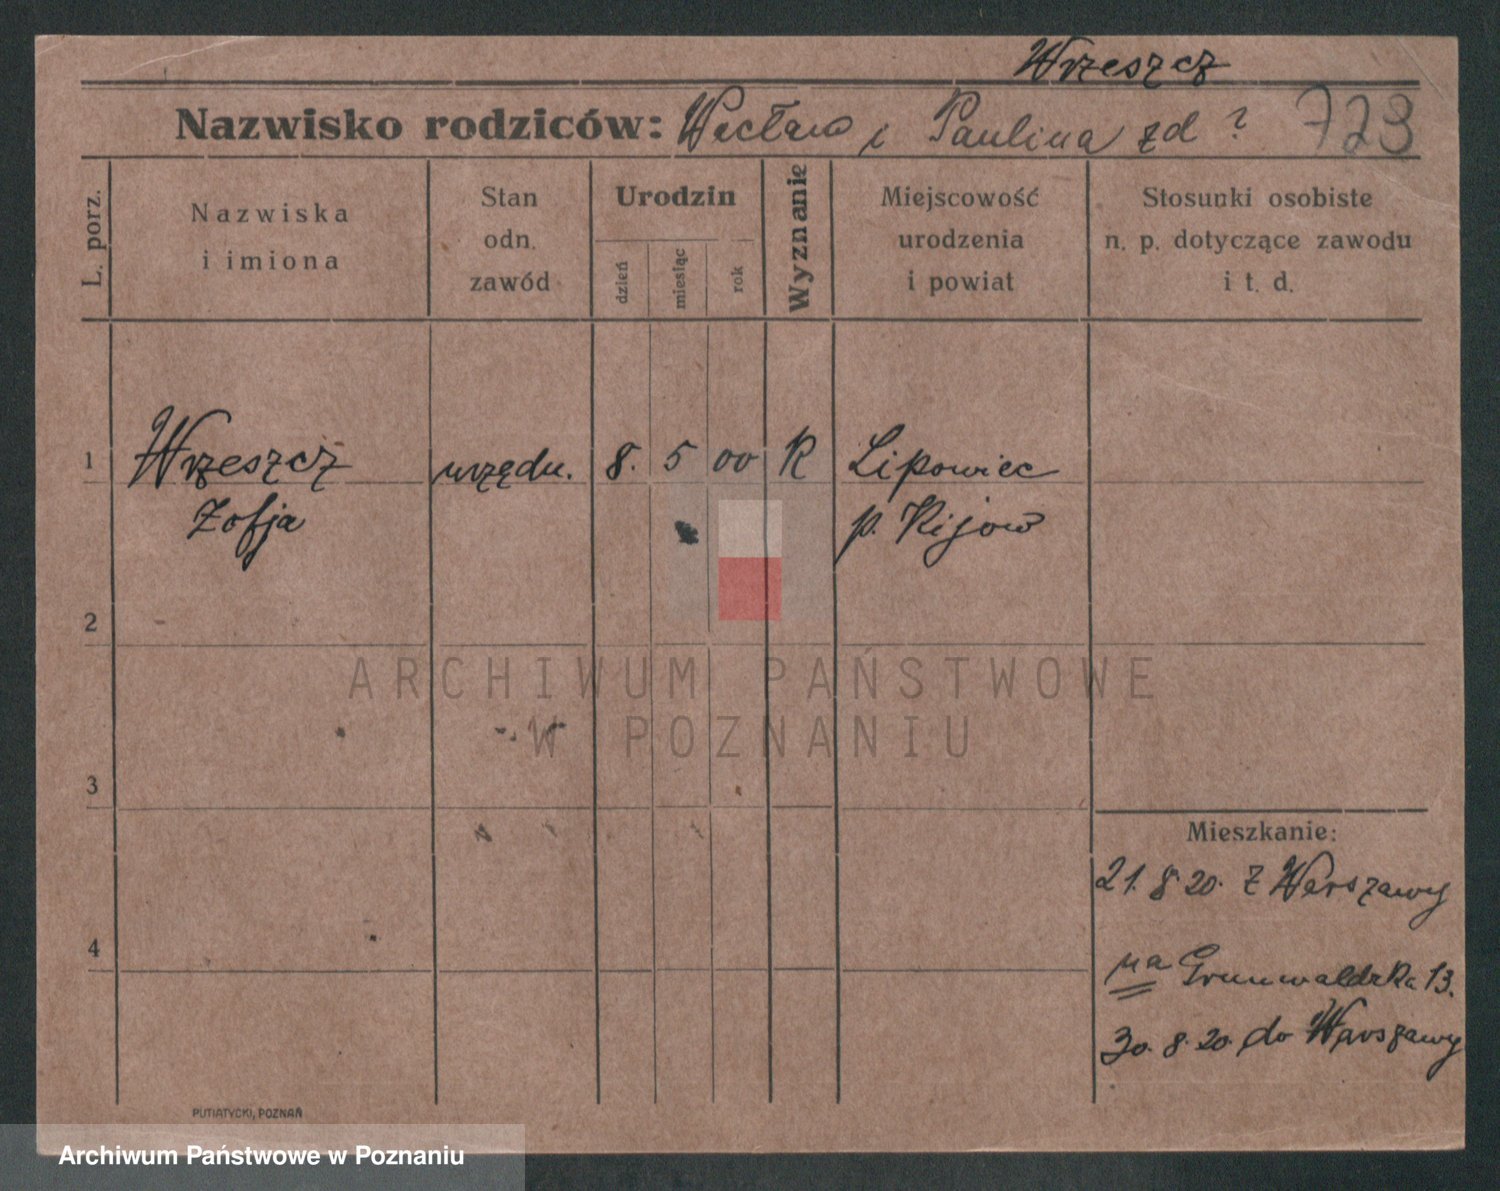 Wrzeszcz
Nazwisko rodziców: Wacław i Paulina zd ? 723
L. porz.
Nazwiska
i imiona
Stan
odn.
zawód
Urodzin
dzień
miesiąc
rok
Wyznanie
Miejscowość
urodzenia
i powiat
Stosunki osobiste
n. p. dotyczące zawodu
i t. d.
1 Wrzeszcz urzędn. 8. 5 00 R Lipowiec
Zofja p. Kijow
2
ARCHIWUM PAŃSTWOWE
W POZNANIU
3
Mieszkanie:
21. 8 20. z Warszawy
4
na Grunwaldzka 13.
30. 8. 20. do Warszawy
PUTIATYCKI, POZNAŃ
Archiwum Państwowe w Poznaniu